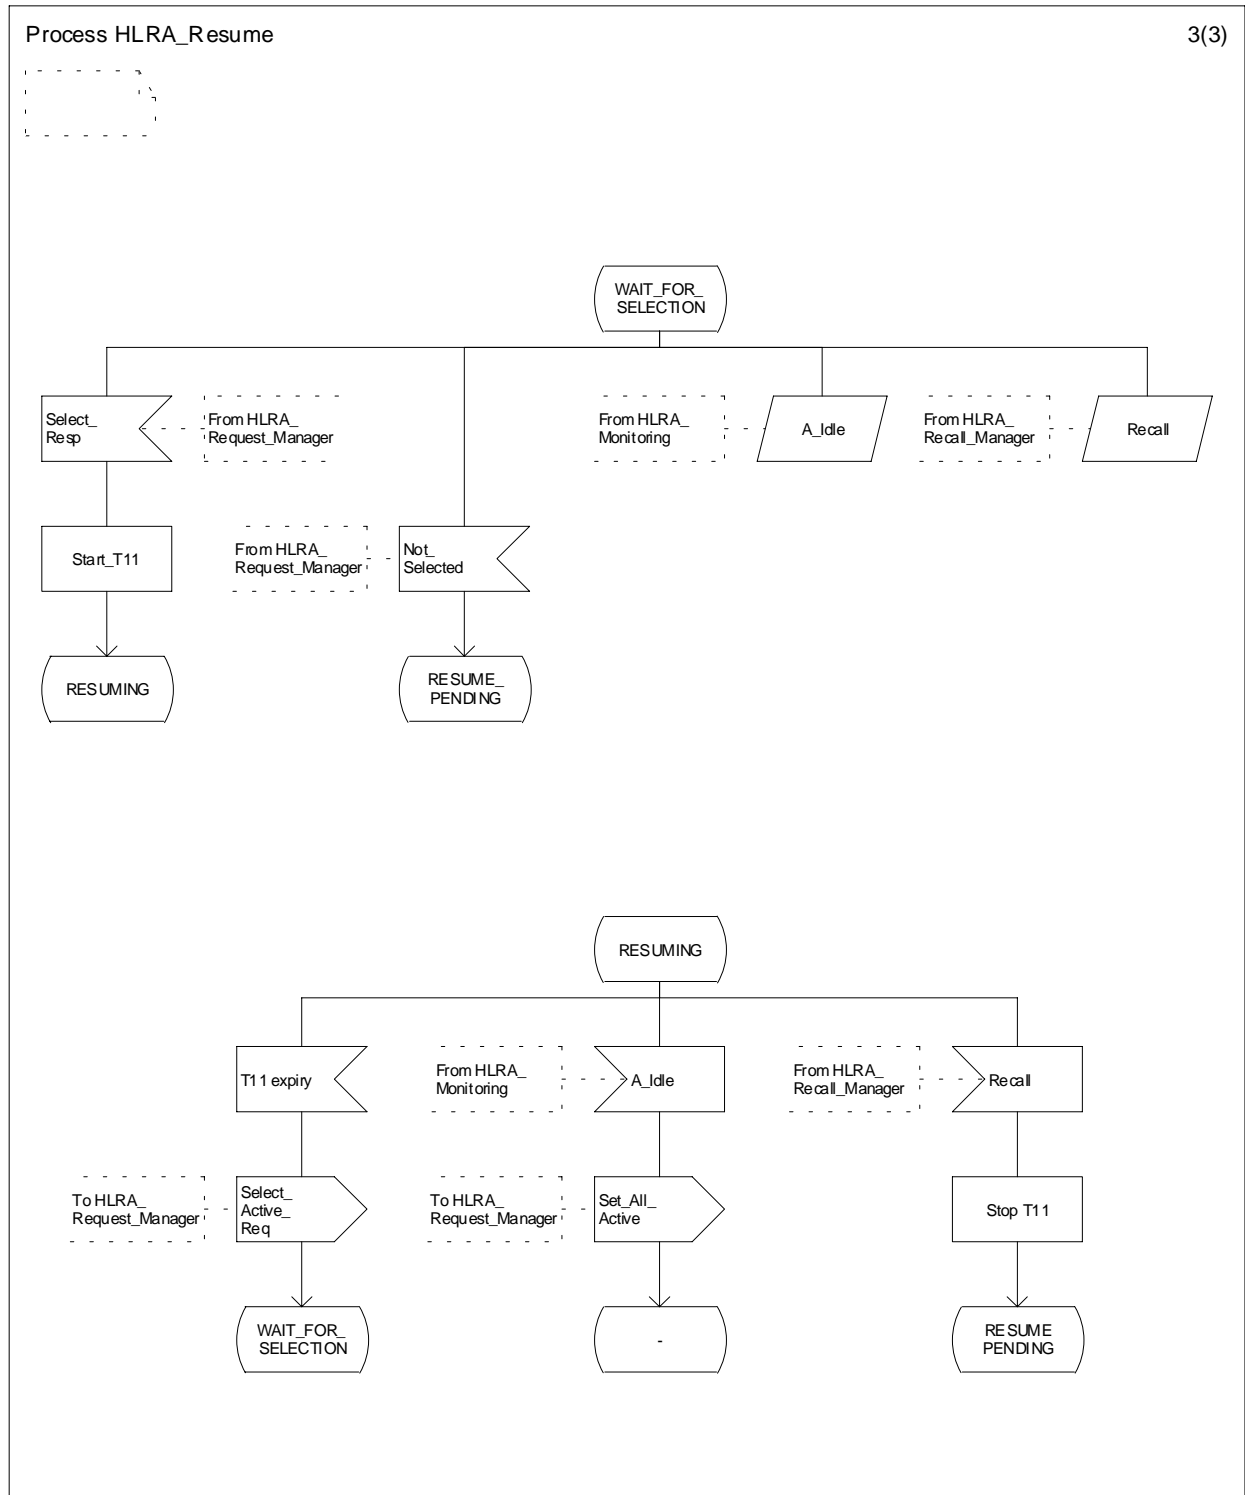 Process HLRA_Resume
3(3)
WAIT_FOR_
SELECTION
Select_
Resp
From HLRA_
Request_Manager
From HLRA_
Monitoring
A_Idle
From HLRA_
Recall_Manager
Recall
Start_T11
From HLRA_
Request_Manager
Not_
Selected
RESUMING
RESUME_
PENDING
RESUMING
T11 expiry
From HLRA_
Monitoring
A_Idle
From HLRA_
Recall_Manager
Recall
To HLRA_
Request_Manager
Select_
Active_
Req
To HLRA_
Request_Manager
Set_All_
Active
Stop T11
WAIT_FOR_
SELECTION
-
RESUME
PENDING